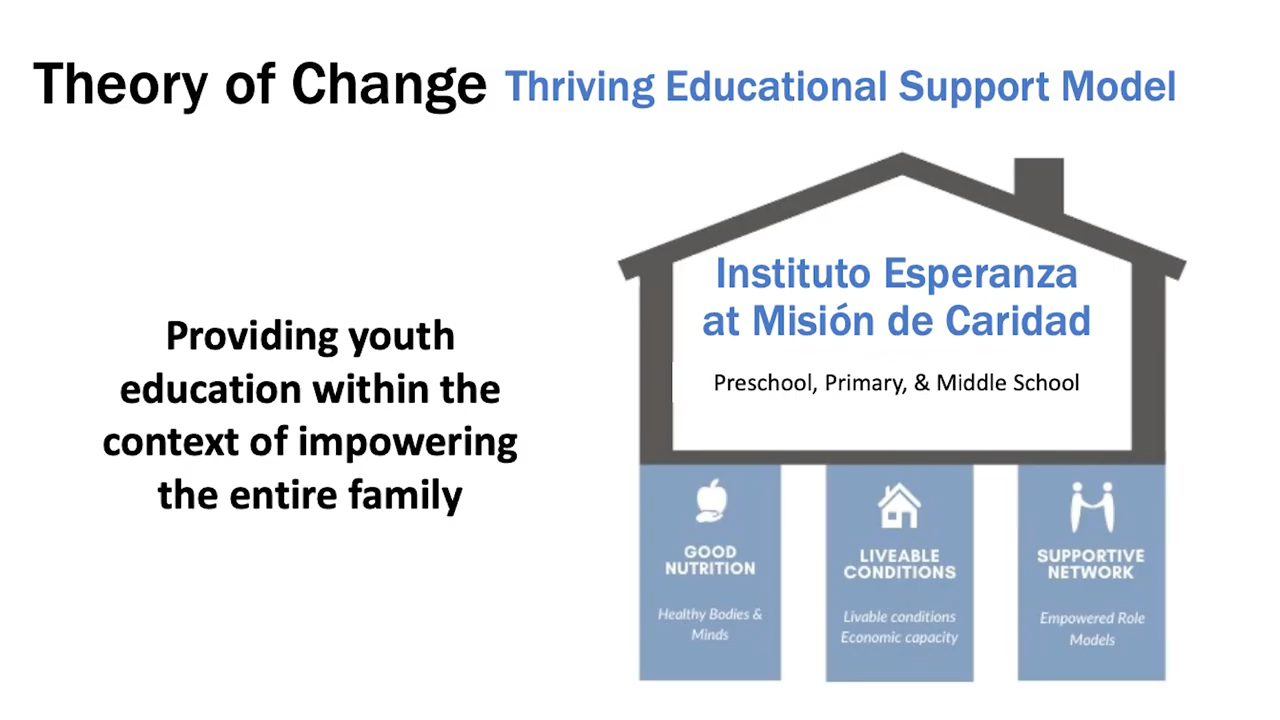 Theory of Change Thriving Educational Support Model
Providing youth
education within the
context of impowering
the entire family
Instituto Esperanza
at Misión de Caridad
Preschool, Primary, & Middle School
GOOD
NUTRITION
Healthy Bodies &
Minds
LIVEABLE
CONDITIONS
Livable conditions
Economic capacity
SUPPORTIVE
NETWORK
Empowered Role
Models